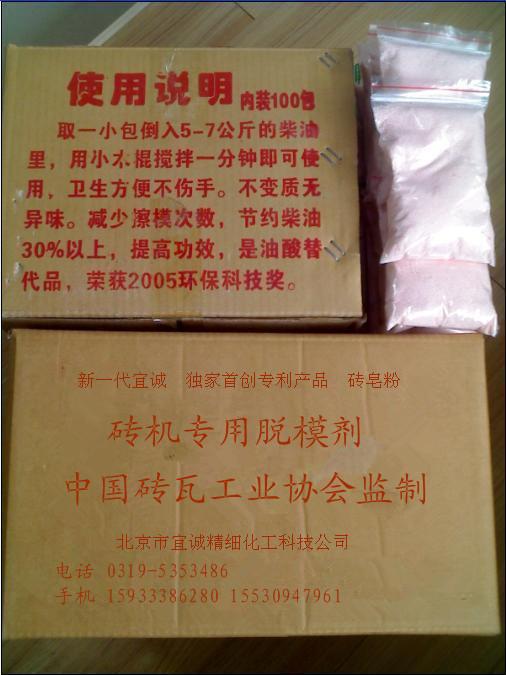 使用说明 内装100包
取一小包倒入5-7公斤的柴油
里，用小木棍搅拌一分钟即可使
用，卫生方便不伤手。不变质无
异味。减少擦模次数，节约柴油
30%以上，提高功效，是油酸替
代品，荣获2005环保科技奖。
新一代宜诚 独家首创专利产品 砖皂粉
砖机专用脱模剂
中国砖瓦工业协会监制
北京市宜诚精细化工科技公司
电话 0319-5353486
手机 15933386280 15530947961